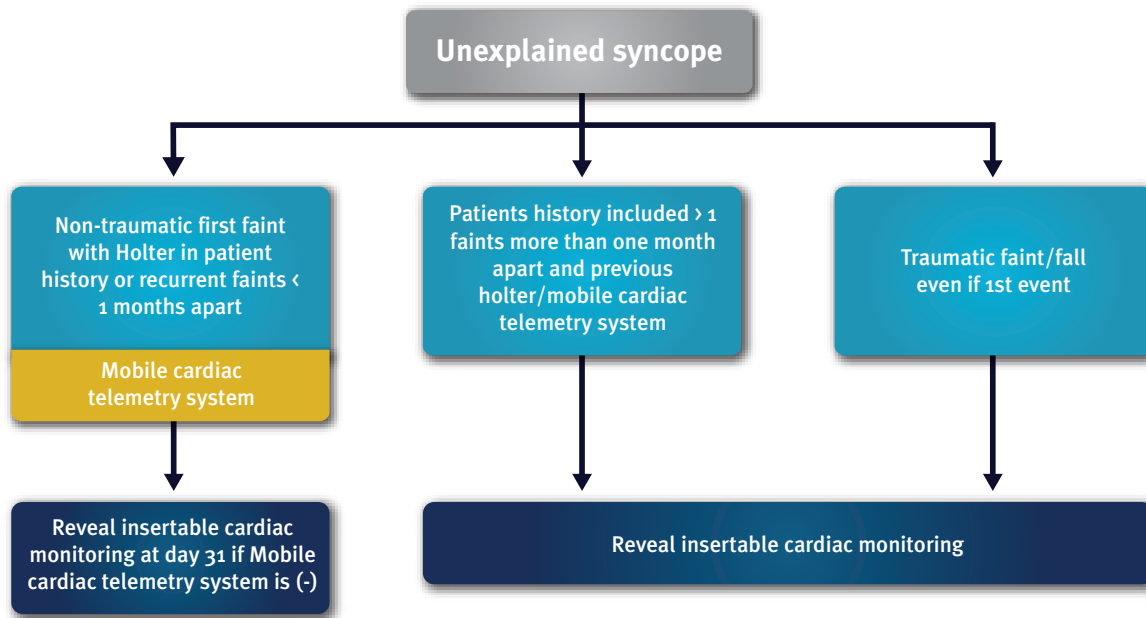 Unexplained syncope
Non-traumatic first faint
with Holter in patient
history or recurrent faints <
1 months apart
Mobile cardiac
telemetry system
Reveal insertable cardiac
monitoring at day 31 if Mobile
cardiac telemetry system is (-)
Patients history included > 1
faints more than one month
apart and previous
holter/mobile cardiac
telemetry system
Traumatic faint/fall
even if 1st event
Reveal insertable cardiac monitoring